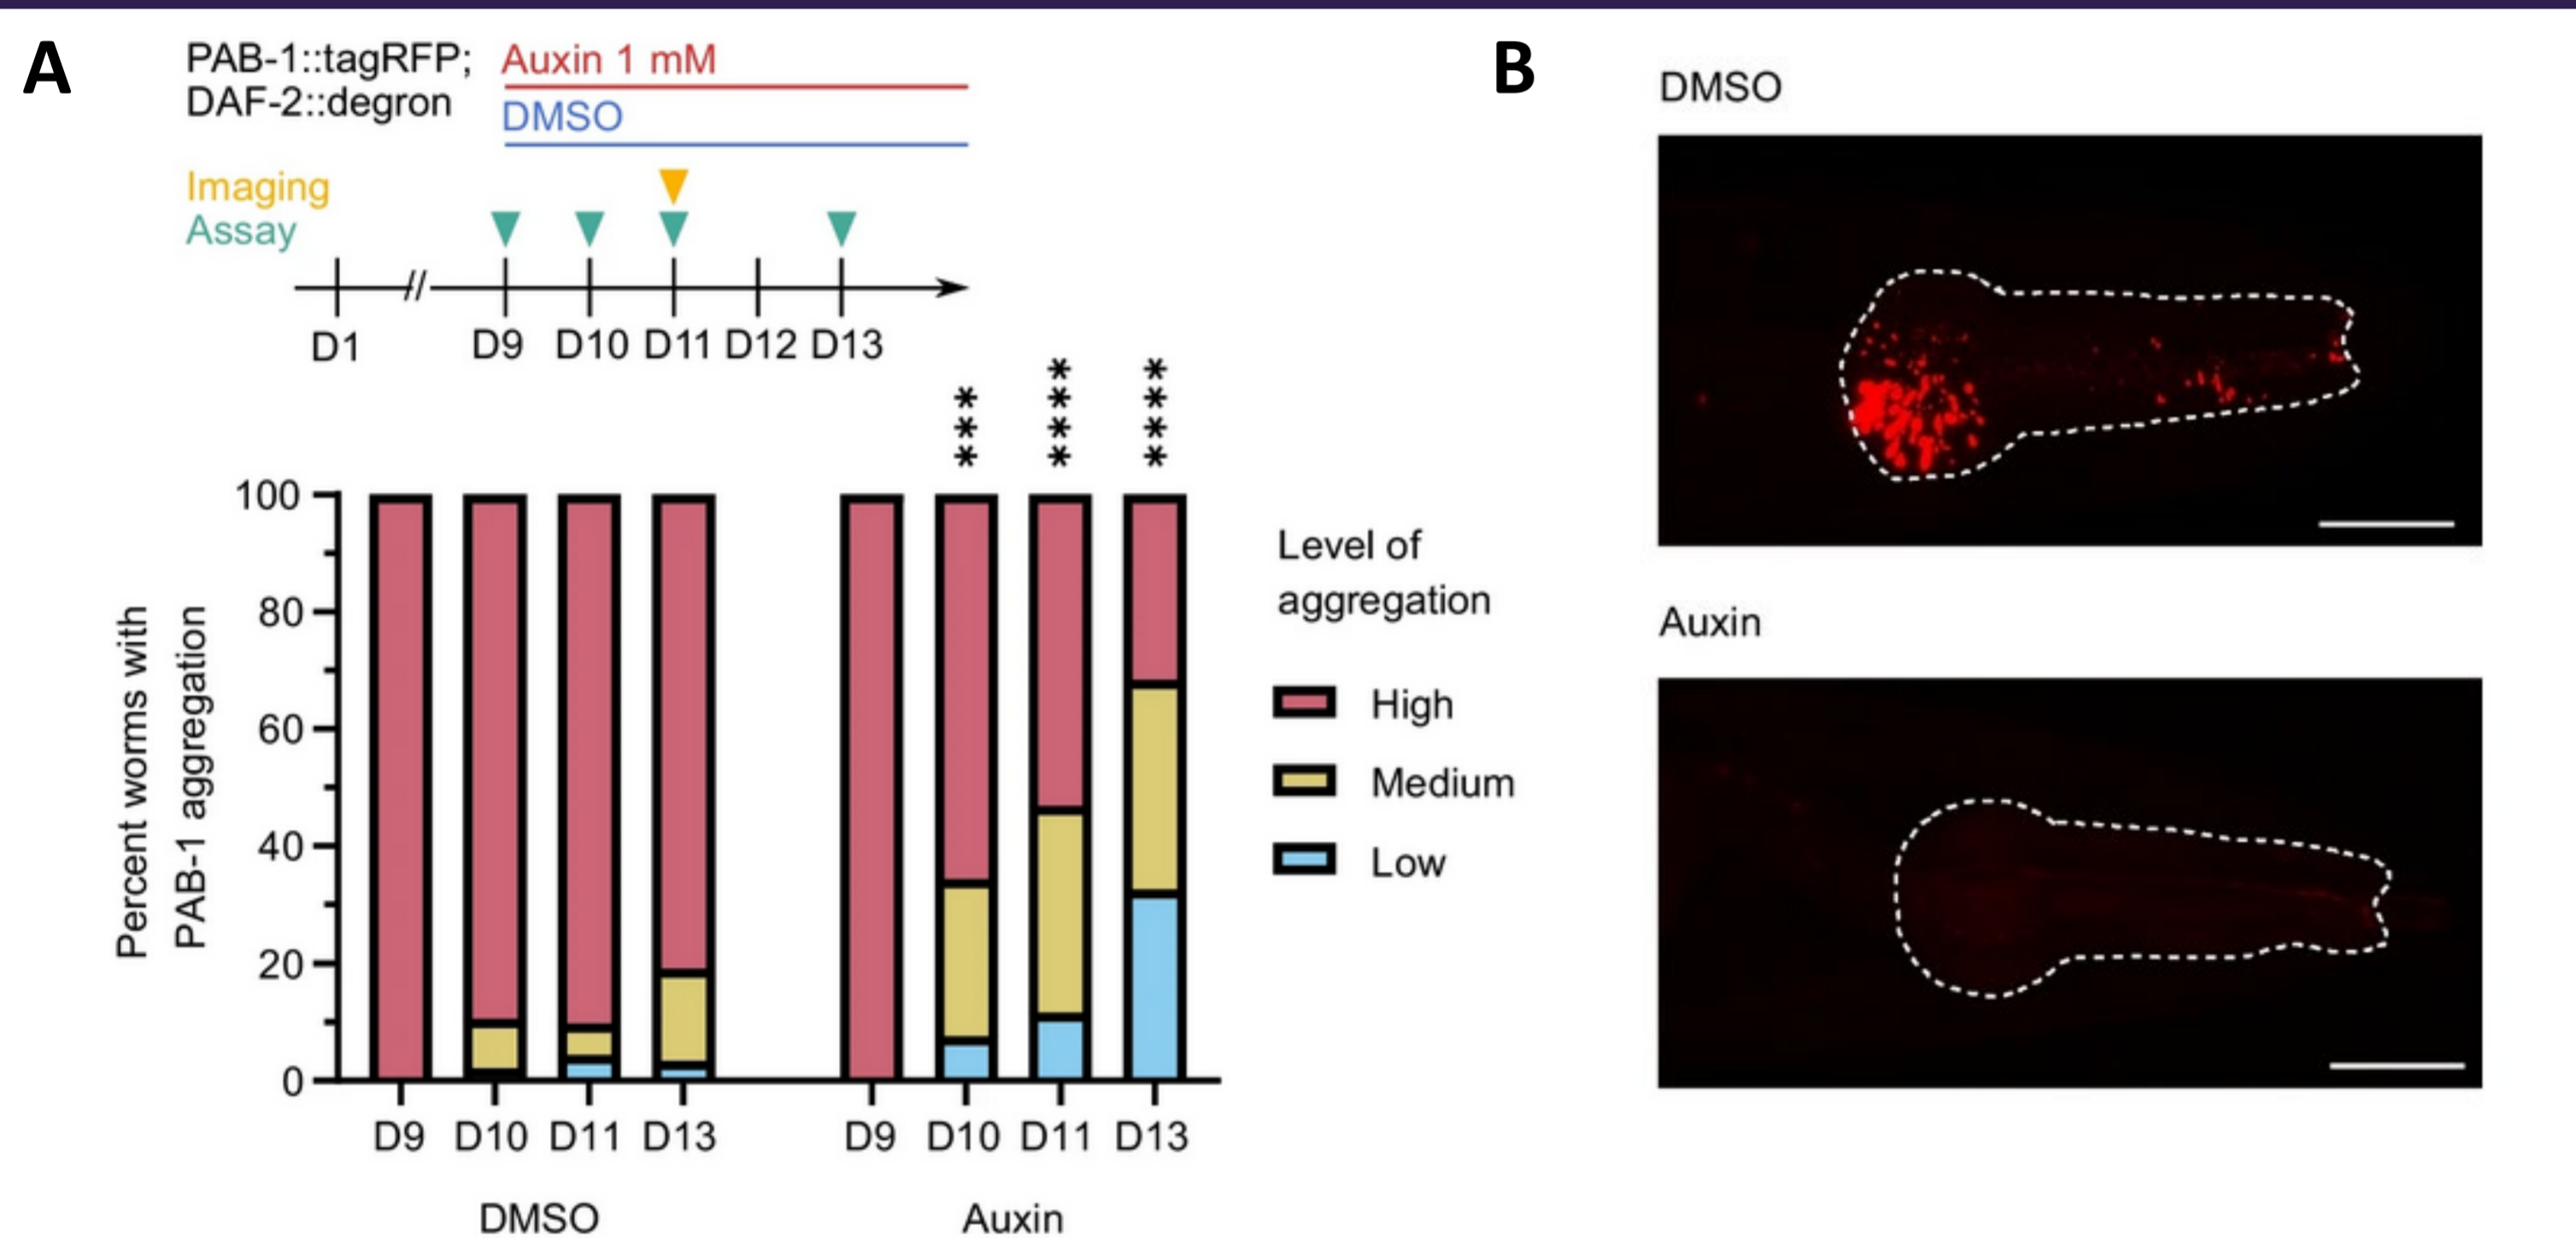 A
PAB-1::tagRFP;
DAF-2::degron
Auxin 1 mM
DMSO
Imaging
Assay
//
D1
D9 D10 D11 D12 D13
*** **** ****
Percent worms with
PAB-1 aggregation
100
80
60
40
20
0
D9 D10 D11 D13
D9 D10 D11 D13
DMSO
Auxin
Level of
aggregation
High
Medium
Low
B
DMSO
Auxin